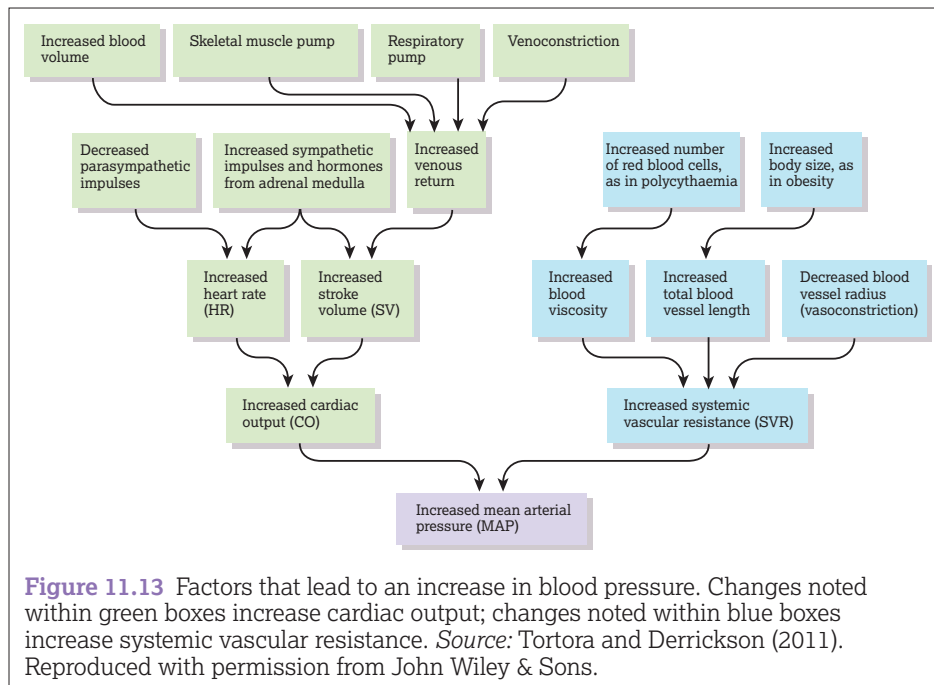 Increased blood
volume
Skeletal muscle pump
Respiratory
pump
Venoconstriction
Decreased
parasympathetic
impulses
Increased sympathetic
impulses and hormones
from adrenal medulla
Increased
venous
return
Increased number
of red blood cells,
as in polycythaemia
Increased
body size, as
in obesity
Increased
heart rate
(HR)
Increased
stroke
volume (SV)
Increased
blood
viscosity
Increased
total blood
vessel length
Decreased blood
vessel radius
(vasoconstriction)
Increased cardiac
output (CO)
Increased systemic
vascular resistance (SVR)
Increased mean arterial
pressure (MAP)
Figure 11.13 Factors that lead to an increase in blood pressure. Changes noted
within green boxes increase cardiac output; changes noted within blue boxes
increase systemic vascular resistance. Source: Tortora and Derrickson (2011).
Reproduced with permission from John Wiley & Sons.